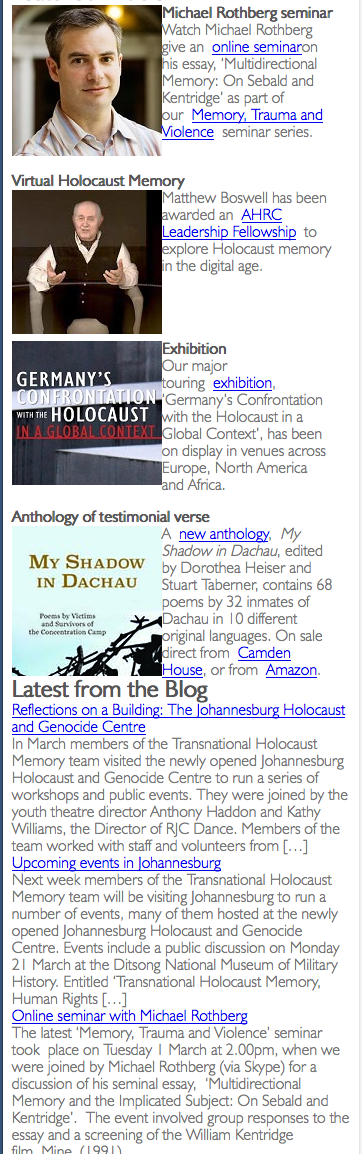 Michael Rothberg seminar
Watch Michael Rothberg
give an online seminaron
his essay, ‘Multidirectional
Memory: On Sebald and
Kentridge’ as part of
our Memory, Trauma and
Violence seminar series.
Virtual Holocaust Memory
Matthew Boswell has been
awarded an AHRC
Leadership Fellowship to
explore Holocaust memory
in the digital age.
GERMANY'S
CONFRONTATION
WITH THE HOLOCAUST
IN A GLOBAL CONTEXT
Exhibition
Our major
touring exhibition,
‘Germany’s Confrontation
with the Holocaust in a
Global Context’, has been
on display in venues across
Europe, North America
and Africa.
Anthology of testimonial verse
MY SHADOW
IN DACHAU
Poems by Victims
and Survivors of
the Concentration Camp
A new anthology, My
Shadow in Dachau, edited
by Dorothea Heiser and
Stuart Taberner, contains 68
poems by 32 inmates of
Dachau in 10 different
original languages. On sale
direct from Camden
House, or from Amazon.
Latest from the Blog
Reflections on a Building: The Johannesburg Holocaust
and Genocide Centre
In March members of the Transnational Holocaust
Memory team visited the newly opened Johannesburg
Holocaust and Genocide Centre to run a series of
workshops and public events. They were joined by the
youth theatre director Anthony Haddon and Kathy
Williams, the Director of RJC Dance. Members of the
team worked with staff and volunteers from […]
Upcoming events in Johannesburg
Next week members of the Transnational Holocaust
Memory team will be visiting Johannesburg to run a
number of events, many of them hosted at the newly
opened Johannesburg Holocaust and Genocide
Centre. Events include a public discussion on Monday
21 March at the Ditsong National Museum of Military
History. Entitled ‘Transnational Holocaust Memory,
Human Rights […]
Online seminar with Michael Rothberg
The latest ‘Memory, Trauma and Violence’ seminar
took place on Tuesday 1 March at 2.00pm, when we
were joined by Michael Rothberg (via Skype) for a
discussion of his seminal essay, ‘Multidirectional
Memory and the Implicated Subject: On Sebald and
Kentridge’. The event involved group responses to the
essay and a screening of the William Kentridge
film, Mine, (1991)